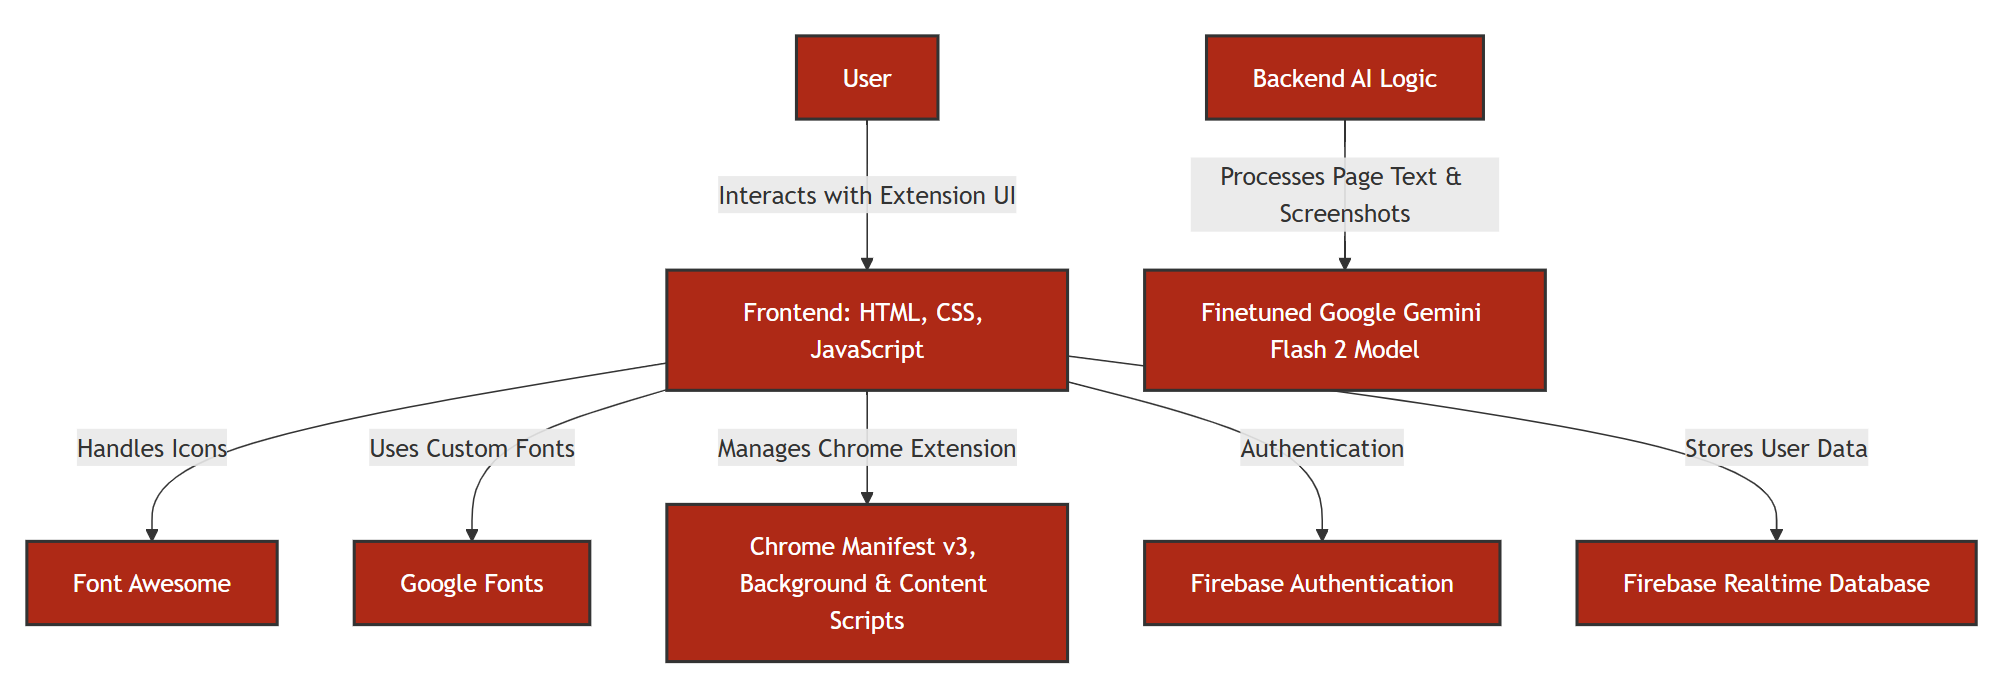 User
Backend AI Logic
Interacts with Extension UI
Processes Page Text &
Screenshots
Frontend: HTML, CSS,
JavaScript
Finetuned Google Gemini
Flash 2 Model
Handles Icons
Uses Custom Fonts
Manages Chrome Extension
Authentication
Stores User Data
Font Awesome
Google Fonts
Chrome Manifest v3,
Background & Content
Scripts
Firebase Authentication
Firebase Realtime Database